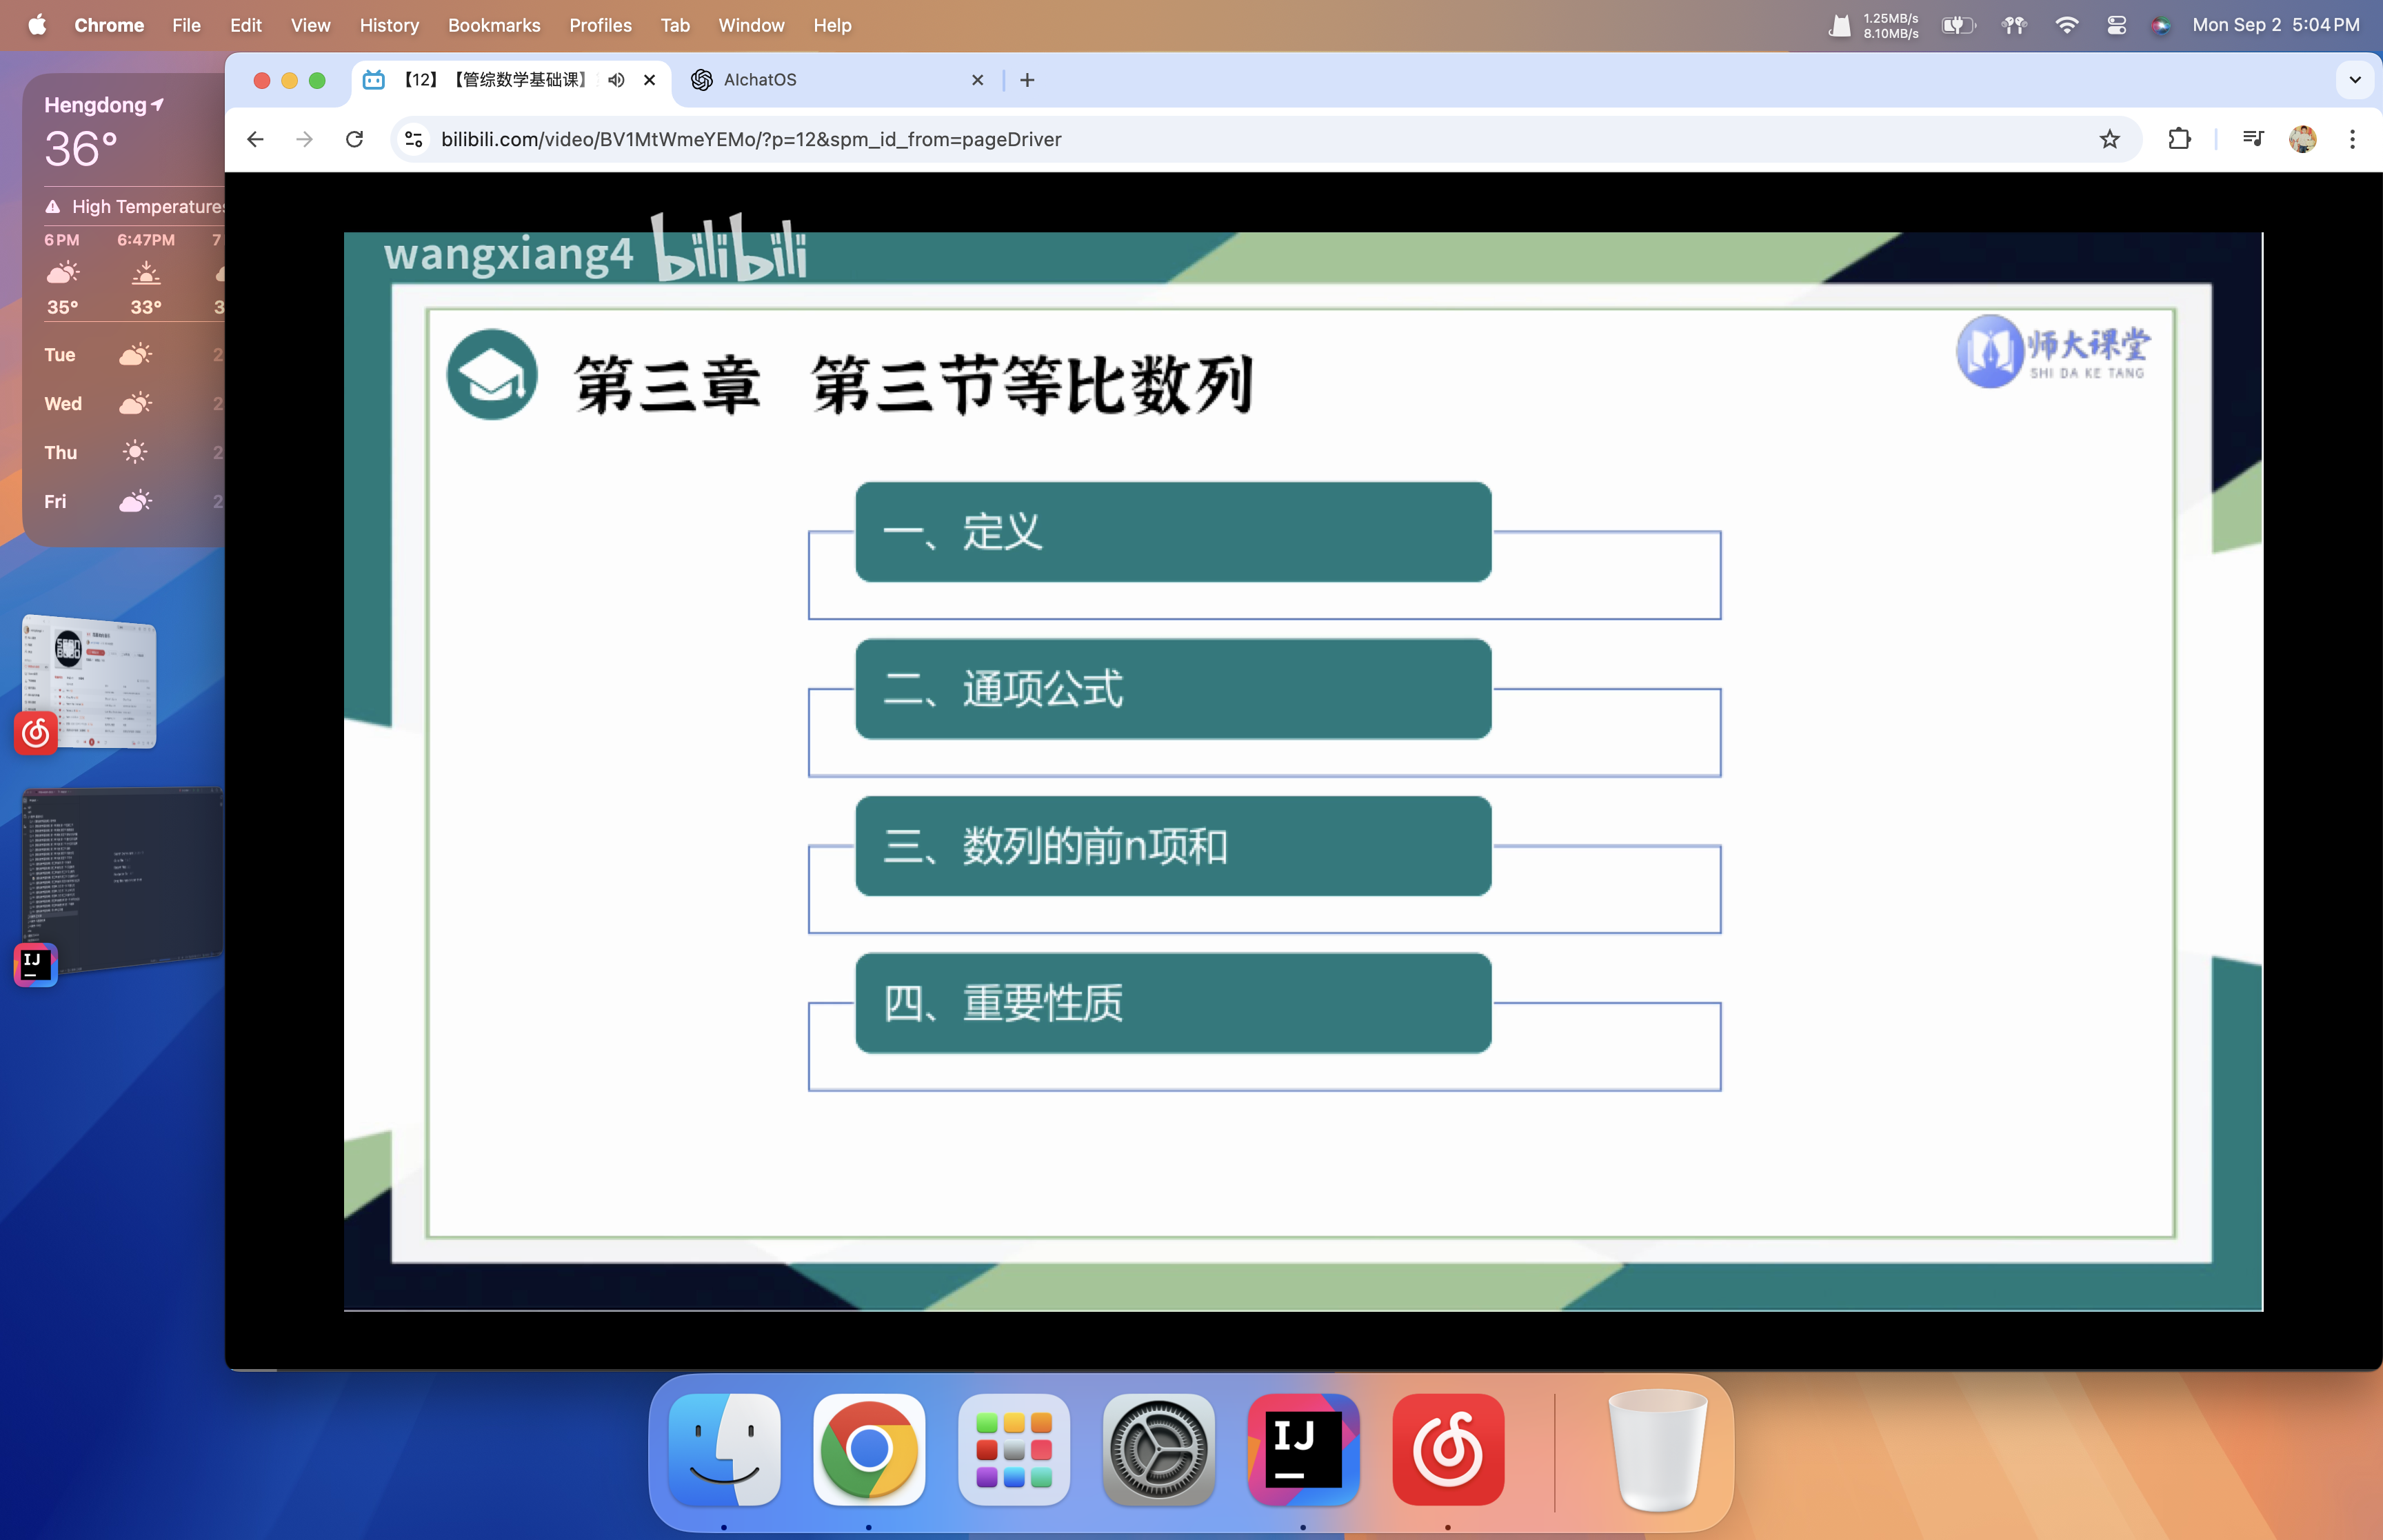 Chrome File Edit View History Bookmarks Profiles Tab Window Help
1.25MB/s
8.10MB/s
Mon Sep 2 5:04 PM
【12】【管综数学基础课】
AIchatOS
bilibili.com/video/BV1MtWmeYEMo/?p=12&spm_id_from=pageDriver
Hengdong
36°
High Temperatures
6 PM 6:47PM 7
35° 33° 3
Tue 2
Wed 2
Thu 2
Fri 2
wangxiang4 bilibili
第三章 第三节等比数列
师大课堂
SHI DA KE TANG
一、定义
二、通项公式
三、数列的前n项和
四、重要性质
IJ
IJ